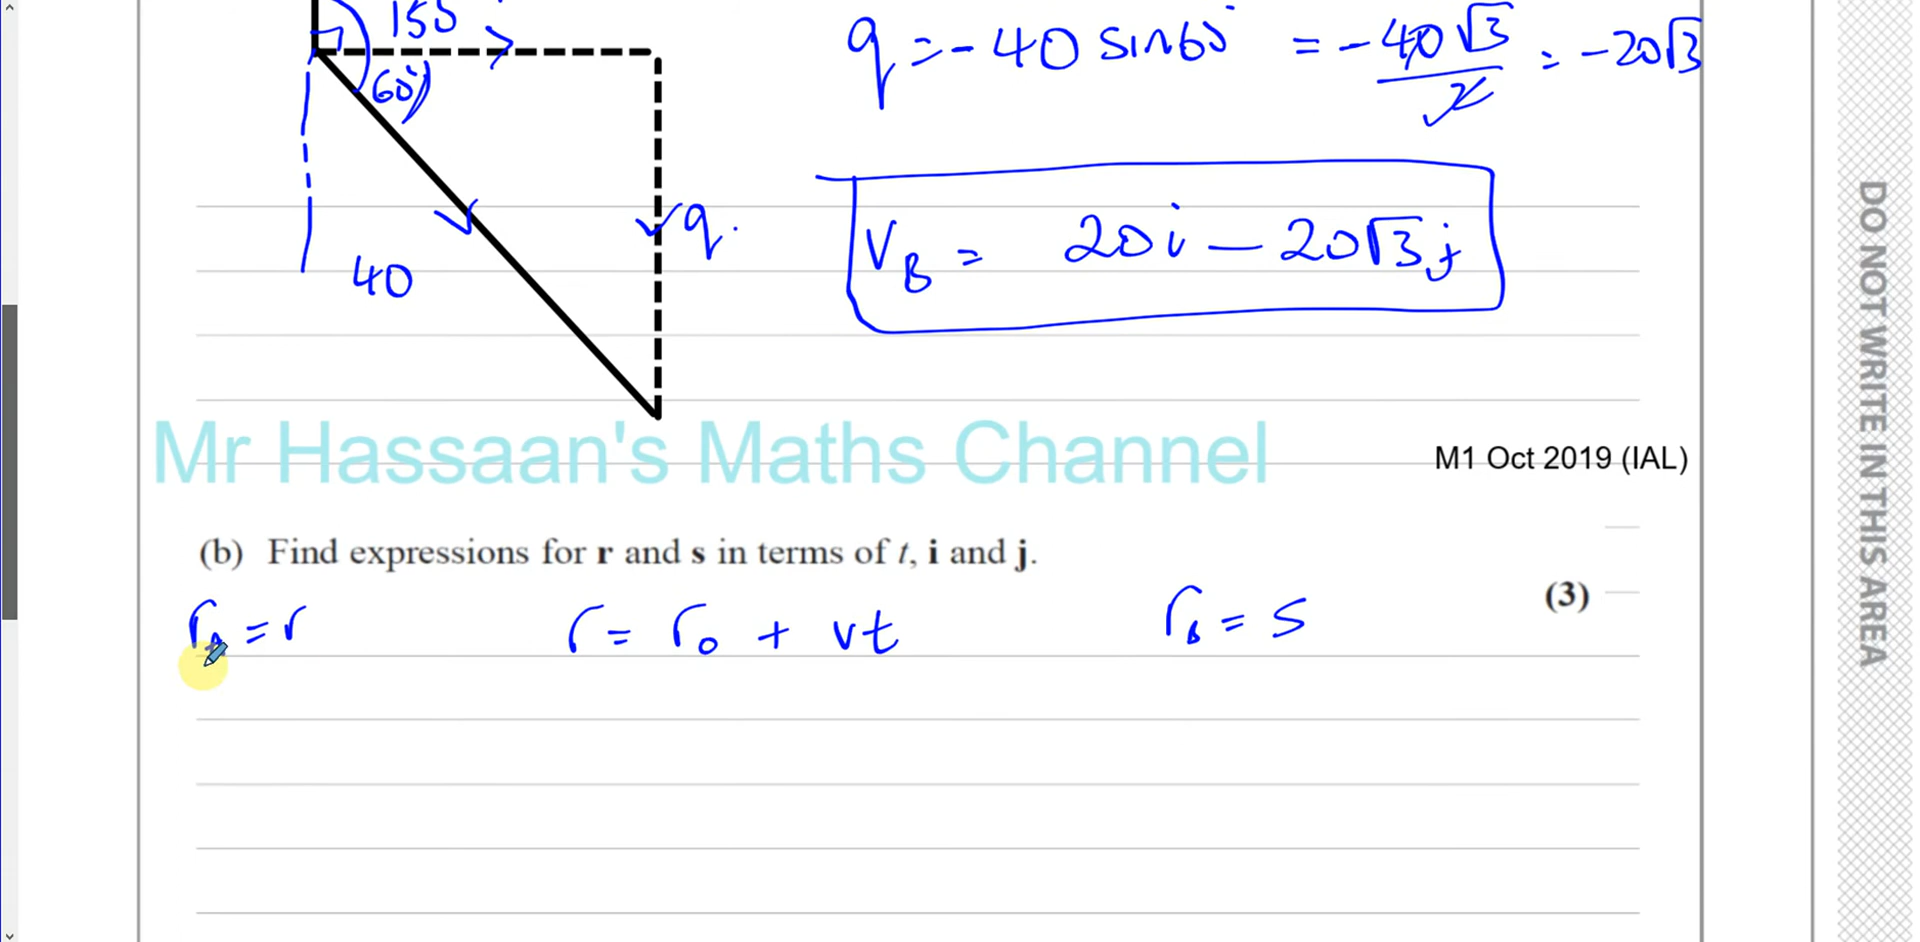 150°
60°
q = -40 sin60° = -40√3/2 = -20√3
q.
40
V_B = 20i - 20√3j
Mr Hassaan's Maths Channel
M1 Oct 2019 (IAL)
(b) Find expressions for r and s in terms of t, i and j.
(3)
r_A = r r = r_0 + vt r_B = s
DO NOT WRITE IN THIS AREA